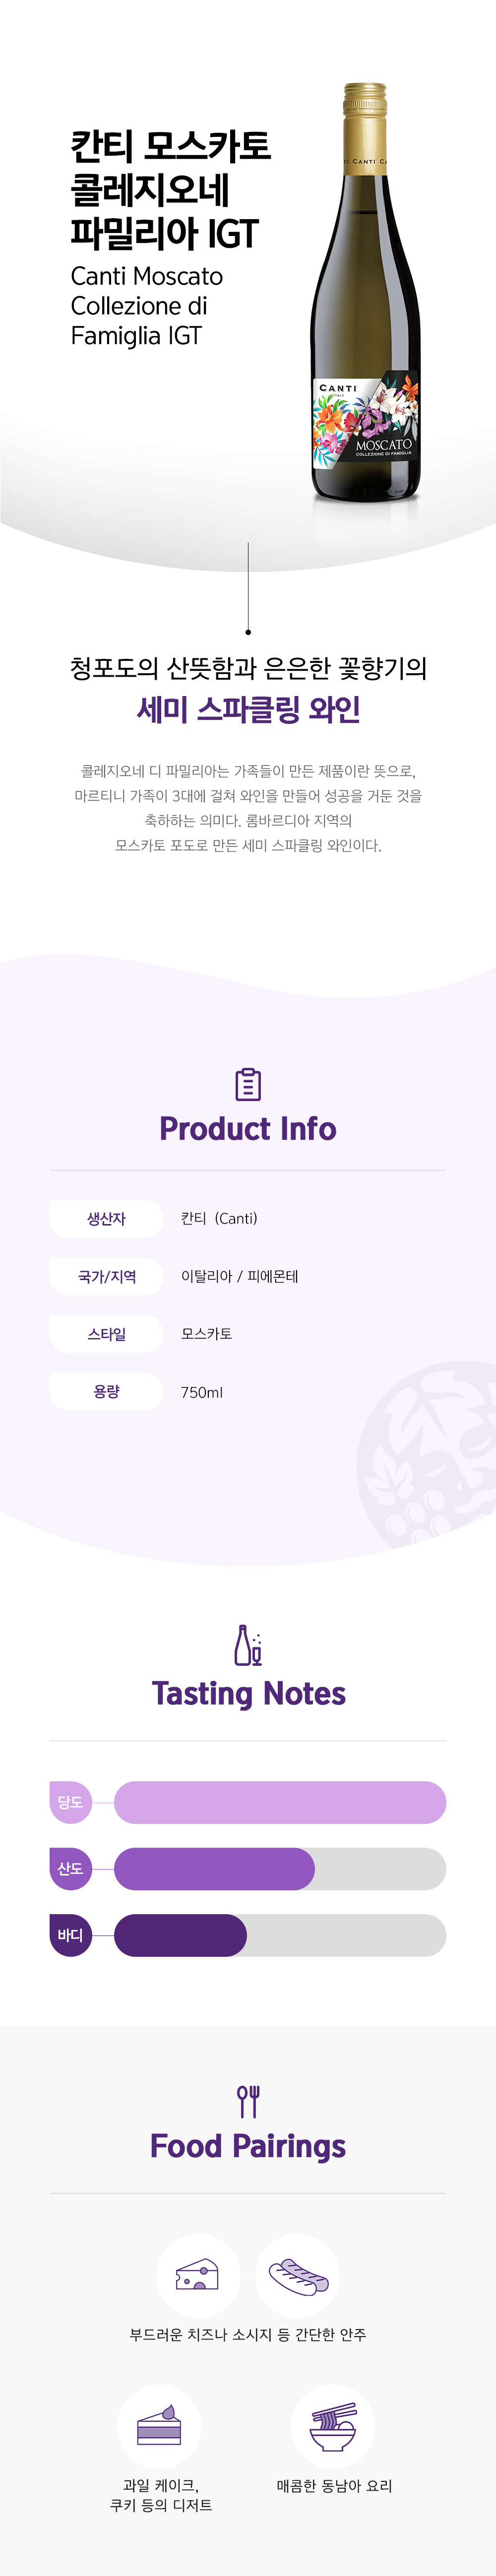 칸티 모스카토
콜레지오네
파밀리아 IGT
Canti Moscato
Collezione di
Famiglia IGT
CANTI
CANTI
ITALY
MOSCATO
COLLEZIONE DI FAMIGLIA
청포도의 산뜻함과 은은한 꽃향기의
세미 스파클링 와인
콜레지오네 디 파밀리아는 가족들이 만든 제품이란 뜻으로,
마르티니 가족이 3대에 걸쳐 와인을 만들어 성공을 거둔 것을
축하하는 의미다. 롬바르디아 지역의
모스카토 포도로 만든 세미 스파클링 와인이다.
Product Info
생산자 칸티 (Canti)
국가/지역 이탈리아 / 피에몬테
스타일 모스카토
용량 750ml
Tasting Notes
당도
산도
바디
Food Pairings
부드러운 치즈나 소시지 등 간단한 안주
과일 케이크,
쿠키 등의 디저트
매콤한 동남아 요리